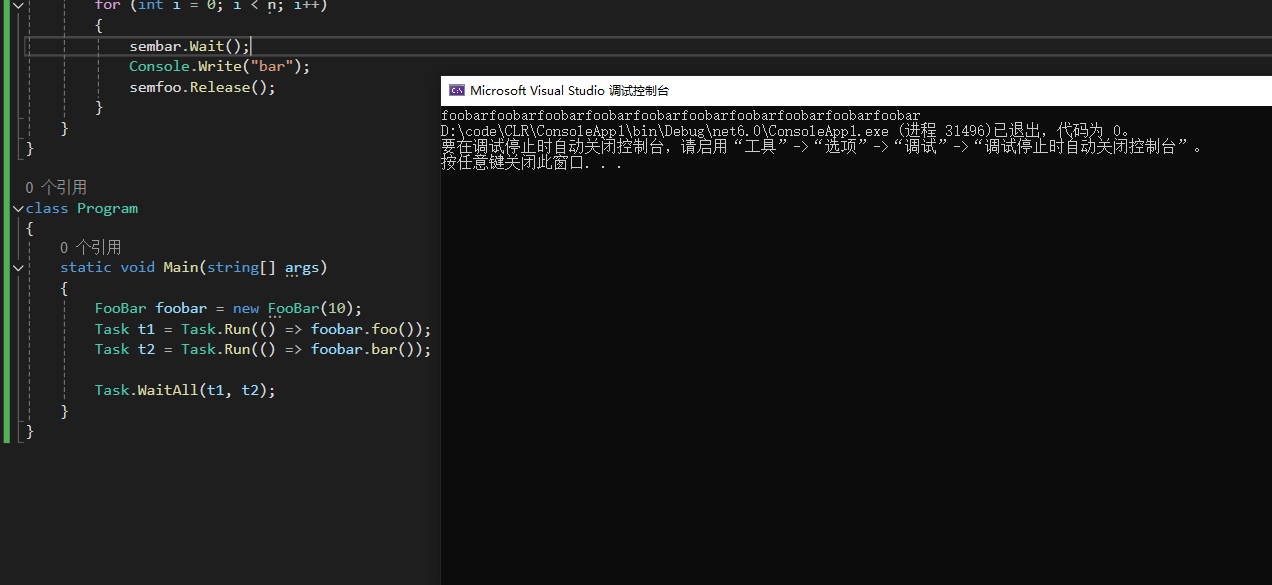 for (int i = 0; i < n; i++)
{
sembar.Wait();
Console.Write("bar");
semfoo.Release();
}
}
}
0 个引用
class Program
{
0 个引用
static void Main(string[] args)
{
FooBar foobar = new FooBar(10);
Task t1 = Task.Run(() => foobar.foo());
Task t2 = Task.Run(() => foobar.bar());
Task.WaitAll(t1, t2);
}
}
Microsoft Visual Studio 调试控制台
foobarfoobarfoobarfoobarfoobarfoobarfoobarfoobarfoobarfoobar
D:\code\CLR\ConsoleApp1\bin\Debug\net6.0\ConsoleApp1.exe (进程 31496)已退出，代码为 0。
要在调试停止时自动关闭控制台，请启用“工具”->“选项”->“调试”->“调试停止时自动关闭控制台”。
按任意键关闭此窗口. . .